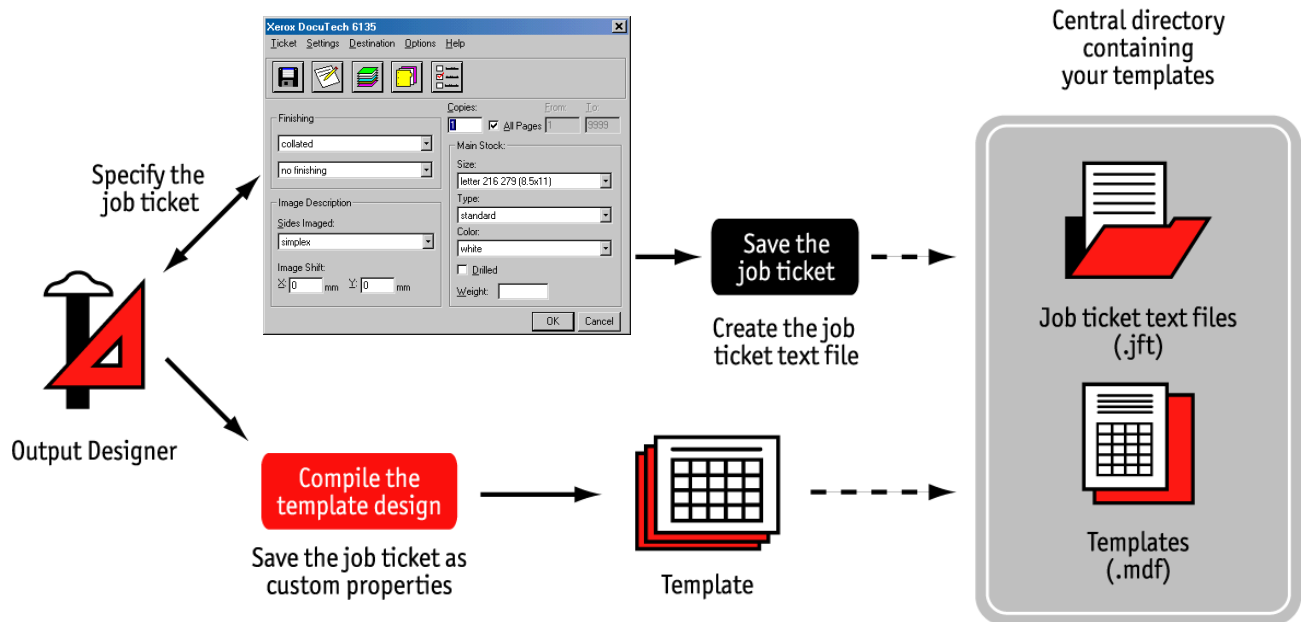 Xerox DocuTech 6135
Ticket Settings Destination Options Help
Copies:
From:
To:
1
All Pages
1
9999
Finishing
collated
no finishing
Image Description
Sides Imaged:
simplex
Image Shift:
X: 0 mm Y: 0 mm
Main Stock:
Size:
letter 216 279 (8.5x11)
Type:
standard
Color:
white
Drilled
Weight:
OK Cancel
Specify the
job ticket
Output Designer
Save the
job ticket
Create the job
ticket text file
Compile the
template design
Save the job ticket as
custom properties
Template
Central directory
containing
your templates
Job ticket text files
(.jft)
Templates
(.mdf)